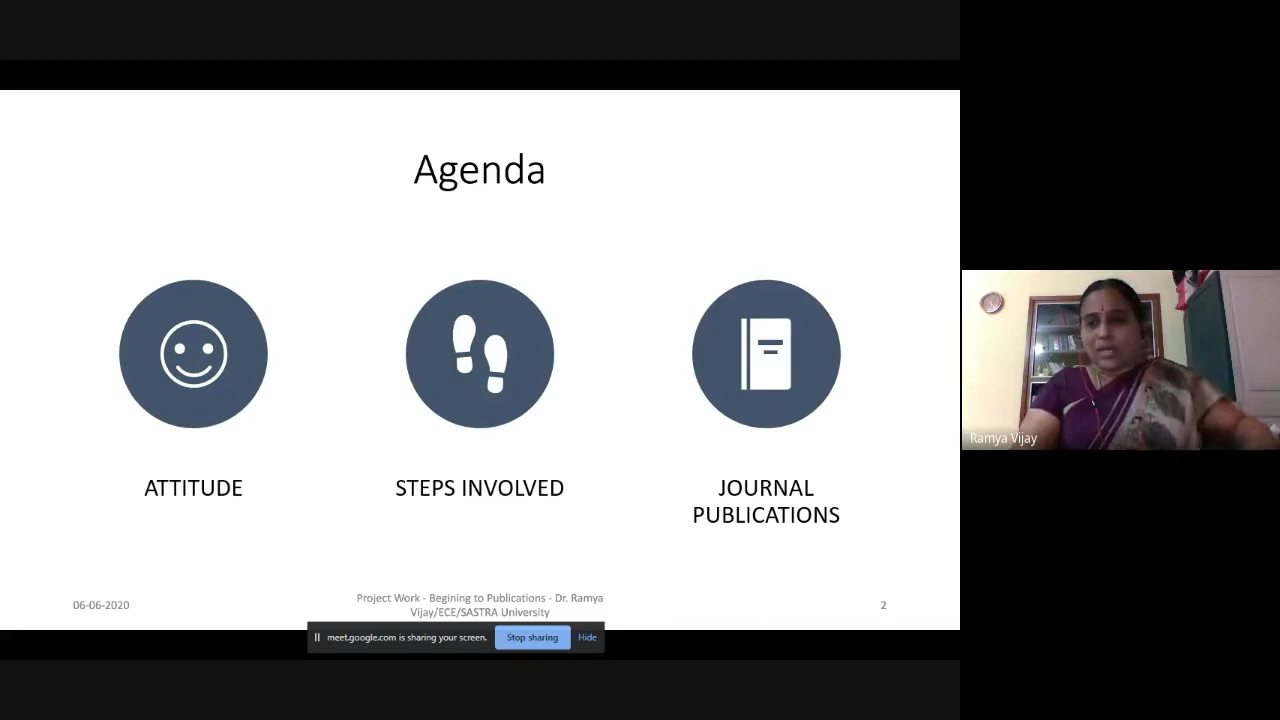 Agenda
ATTITUDE
STEPS INVOLVED
JOURNAL
PUBLICATIONS
06-06-2020
Project Work - Begining to Publications - Dr. Ramya
Vijay/ECE/SASTRA University
2
meet.google.com is sharing your screen.
Stop sharing
Hide
Ramya Vijay